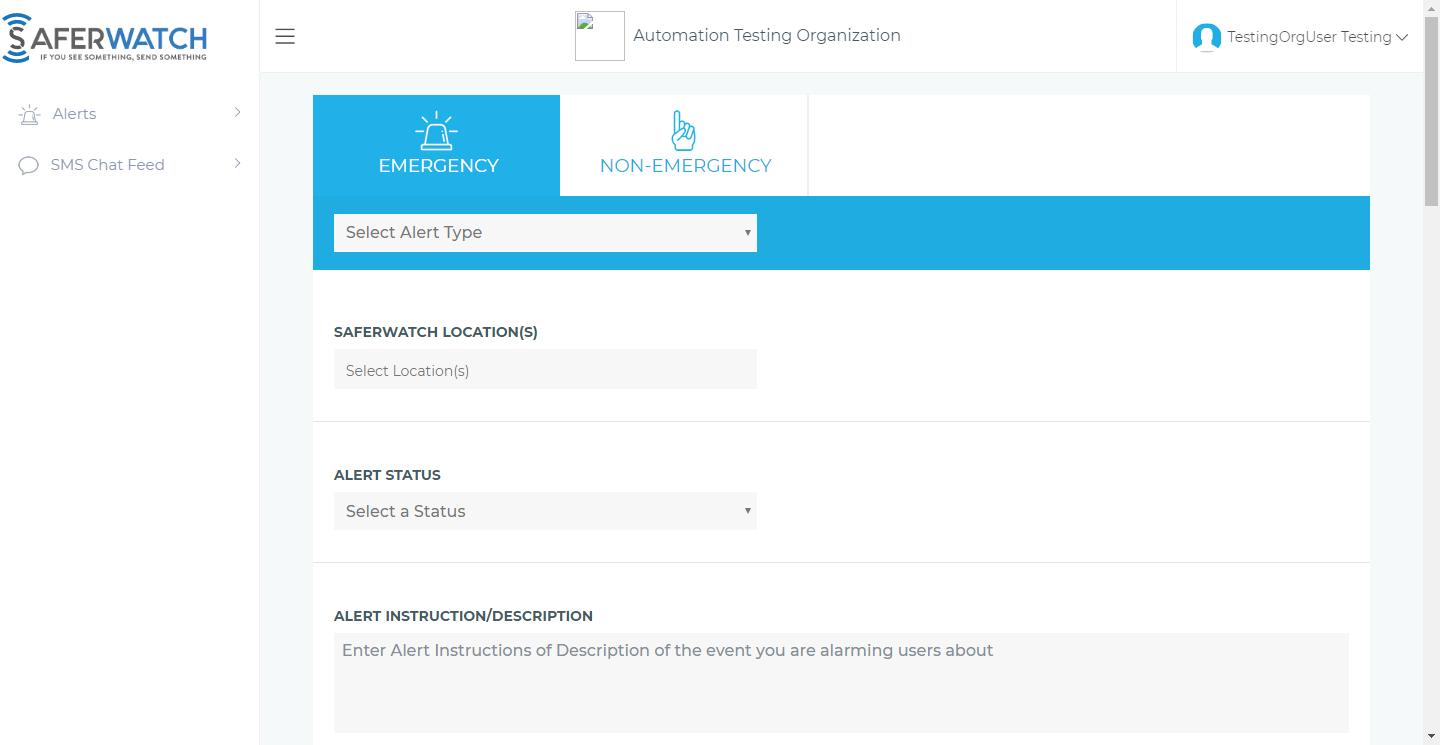 SAFERWATCH
IF YOU SEE SOMETHING, SEND SOMETHING
Automation Testing Organization
TestingOrgUser Testing
Alerts
SMS Chat Feed
EMERGENCY
NON-EMERGENCY
Select Alert Type
SAFERWATCH LOCATION(S)
Select Location(s)
ALERT STATUS
Select a Status
ALERT INSTRUCTION/DESCRIPTION
Enter Alert Instructions of Description of the event you are alarming users about